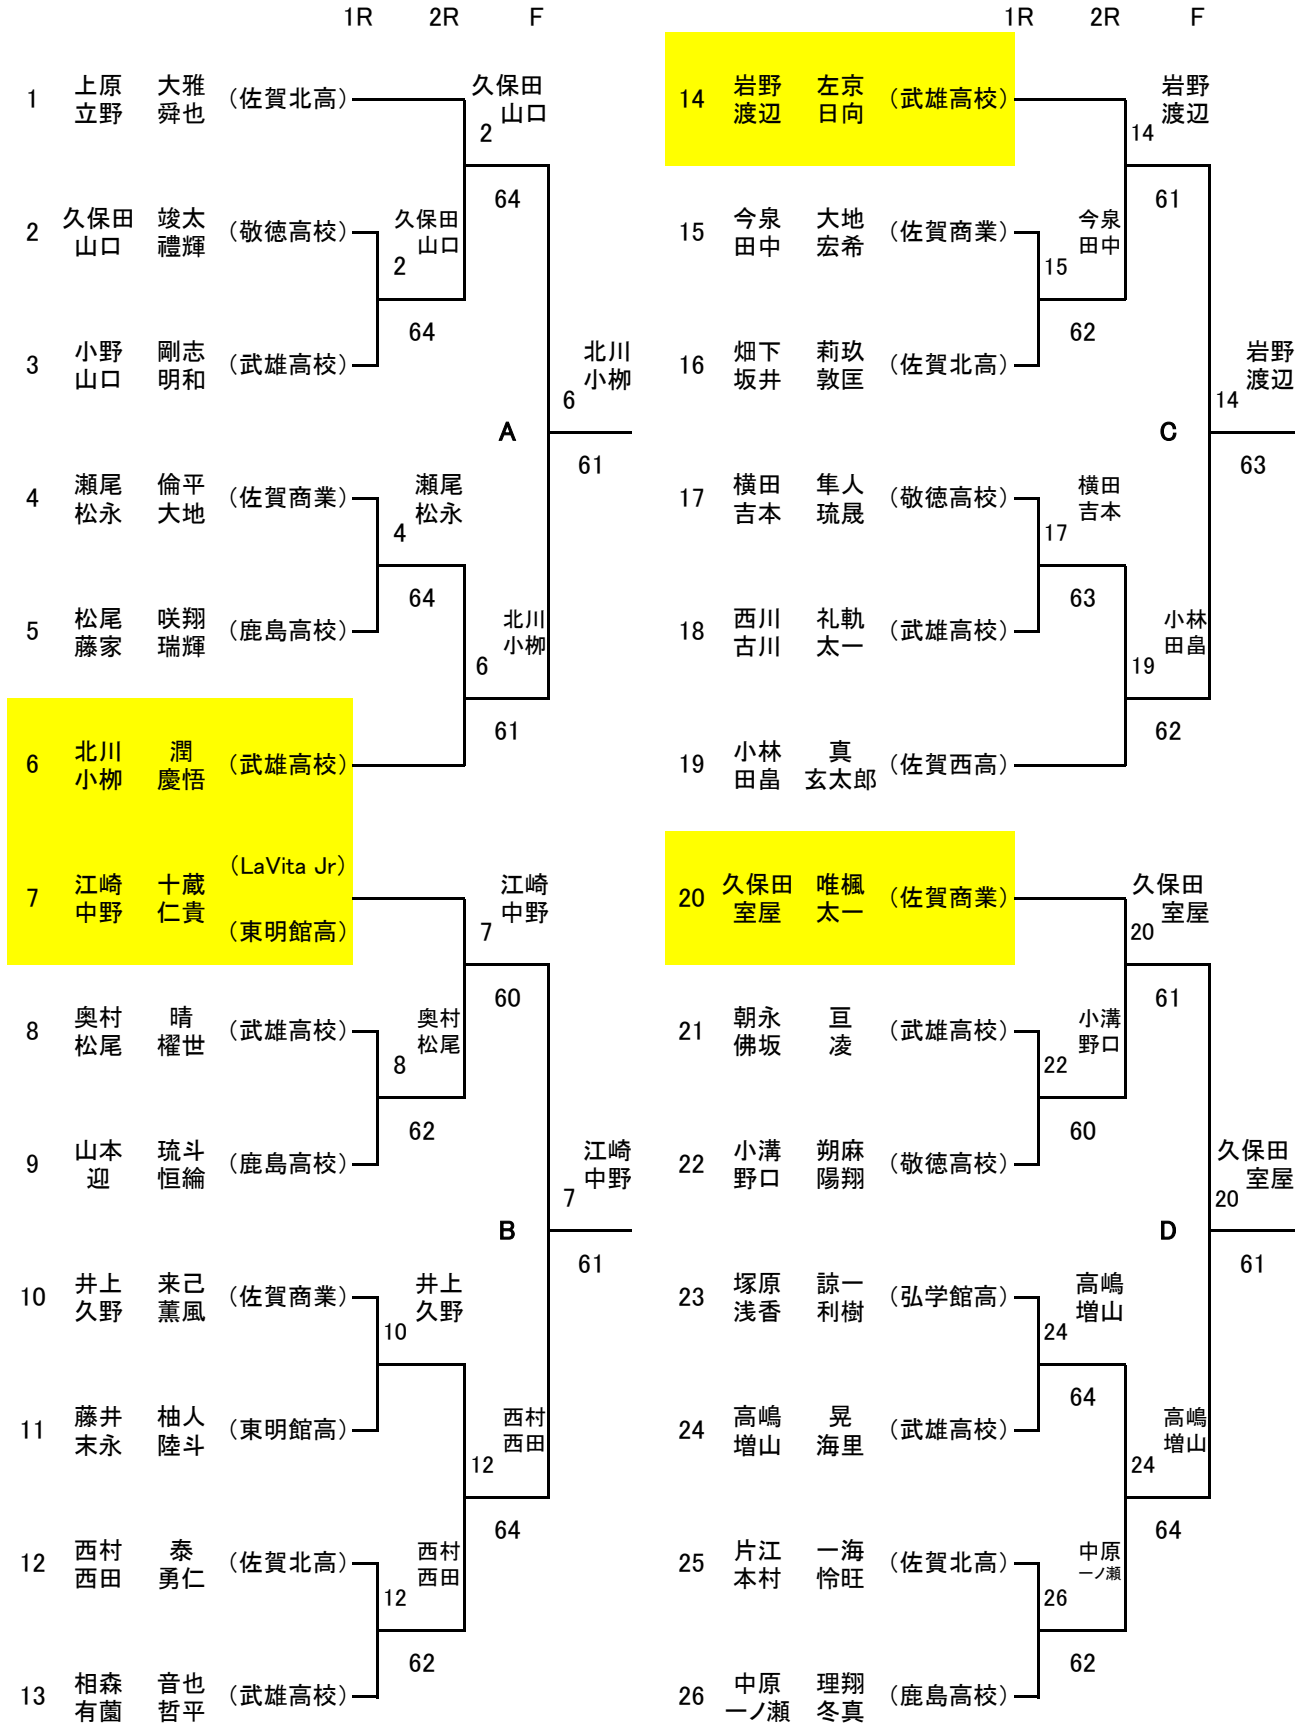 1R 2R F
1 上原 大雅 (佐賀北高) 久保田
立野 舜也 山口
2
64
2 久保田 竣太 (敬徳高校) 久保田
山口 禮輝 山口
2
64
3 小野 剛志 (武雄高校) 北川
山口 明和 小栁
6
A
61
4 瀬尾 倫平 (佐賀商業) 瀬尾
松永 大地 松永
4
64
5 松尾 咲翔 (鹿島高校) 北川
藤家 瑞輝 小栁
6
61
6 北川 潤 (武雄高校)
小栁 慶悟
(LaVita Jr)
7 江崎 十蔵 江崎
中野 仁貴 中野
(東明館高) 7
60
8 奥村 晴 (武雄高校) 奥村
松尾 櫂世 松尾
8
62
9 山本 琉斗 (鹿島高校) 江崎
迎 恒綸 中野
7
B
61
10 井上 来己 (佐賀商業) 井上
久野 薫風 久野
10
11 藤井 柚人 (東明館高) 西村
末永 陸斗 西田
12
64
12 西村 泰 (佐賀北高) 西村
西田 勇仁 西田
12
62
13 相森 音也 (武雄高校)
有薗 哲平
1R 2R F
14 岩野 左京 (武雄高校) 岩野
渡辺 日向 渡辺
14
61
15 今泉 大地 (佐賀商業) 今泉
田中 宏希 田中
15
62
16 畑下 莉玖 (佐賀北高) 岩野
坂井 敦匡 渡辺
14
C
63
17 横田 隼人 (敬徳高校) 横田
吉本 琉晟 吉本
17
63
18 西川 礼軌 (武雄高校) 小林
古川 太一 田畠
19
62
19 小林 真 (佐賀西高)
田畠 玄太郎
20 久保田 唯楓 (佐賀商業) 久保田
室屋 太一 室屋
20
61
21 朝永 亘 (武雄高校) 小溝
佛坂 凌 野口
22
60
22 小溝 朔麻 (敬徳高校) 久保田
野口 陽翔 室屋
20
D
61
23 塚原 諒一 (弘学館高) 高嶋
浅香 利樹 増山
24
64
24 高嶋 晃 (武雄高校) 高嶋
増山 海里 増山
24
64
25 片江 一海 (佐賀北高) 中原
本村 怜旺 一ノ瀬
26
62
26 中原 理翔 (鹿島高校)
一ノ瀬 冬真